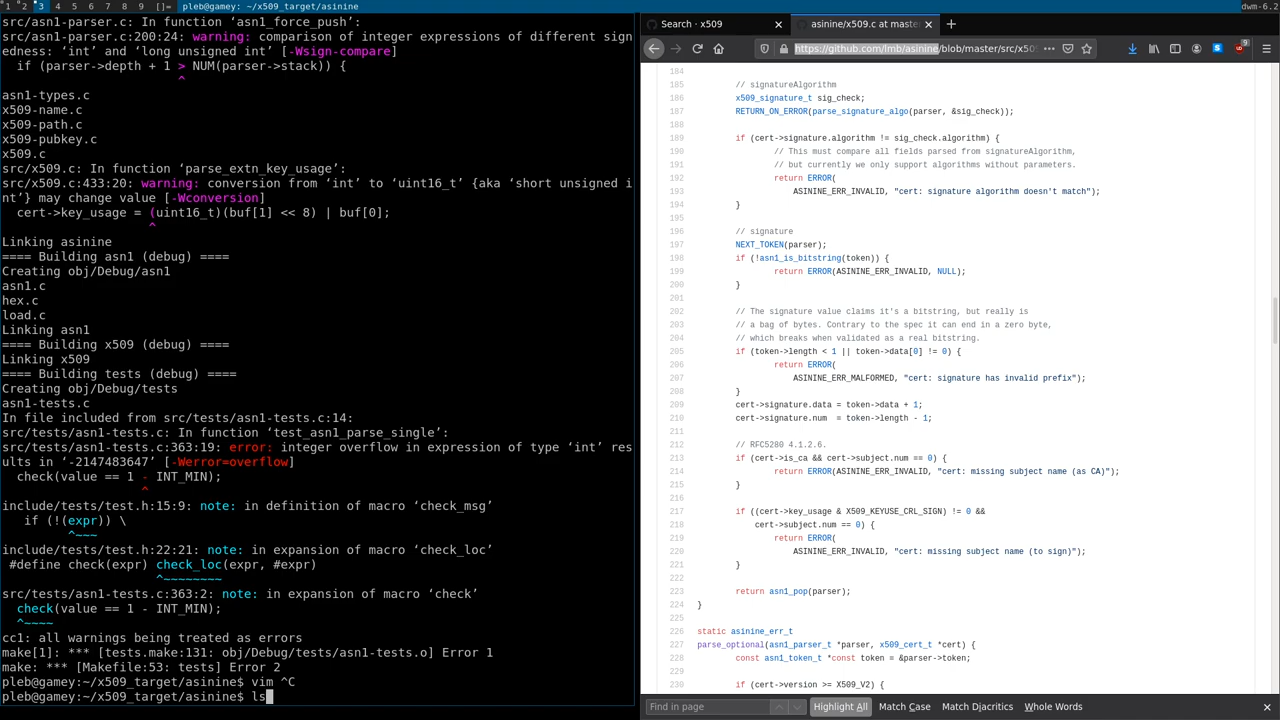 1 2 3 4 5 6 7 8 9 []= pleb@gamey: ~/x509_target/asinine
dwm-6.2
src/asn1-parser.c: In function ‘asn1_force_push’:
src/asn1-parser.c:200:24: warning: comparison of integer expressions of different sign
edness: ‘int’ and ‘long unsigned int’ [-Wsign-compare]
  if (parser->depth + 1 > NUM(parser->stack)) {
                        ^
asn1-types.c
x509-name.c
x509-path.c
x509-pubkey.c
x509.c
src/x509.c: In function ‘parse_extn_key_usage’:
src/x509.c:433:20: warning: conversion from ‘int’ to ‘uint16_t’ {aka ‘short unsigned i
nt’} may change value [-Wconversion]
  cert->key_usage = (uint16_t)(buf[1] << 8) | buf[0];
                    ^
Linking asinine
==== Building asn1 (debug) ====
Creating obj/Debug/asn1
asn1.c
hex.c
load.c
Linking asn1
==== Building x509 (debug) ====
Linking x509
==== Building tests (debug) ====
Creating obj/Debug/tests
asn1-tests.c
In file included from src/tests/asn1-tests.c:14:
src/tests/asn1-tests.c: In function ‘test_asn1_parse_single’:
src/tests/asn1-tests.c:363:19: error: integer overflow in expression of type ‘int’ res
ults in ‘-2147483647’ [-Werror=overflow]
  check(value == 1 - INT_MIN);
                   ^
include/tests/test.h:15:9: note: in definition of macro ‘check_msg’
   if (!(expr)) \
         ^~~~
include/tests/test.h:22:21: note: in expansion of macro ‘check_loc’
 #define check(expr) check_loc(expr, #expr)
                     ^~~~~~~~~
src/tests/asn1-tests.c:363:2: note: in expansion of macro ‘check’
  check(value == 1 - INT_MIN);
  ^~~~~
cc1: all warnings being treated as errors
make[1]: *** [tests.make:131: obj/Debug/tests/asn1-tests.o] Error 1
make: *** [Makefile:53: tests] Error 2
pleb@gamey:~/x509_target/asinine$ vim ^C
pleb@gamey:~/x509_target/asinine$ ls
Search · x509
asinine/x509.c at maste
https://github.com/lmb/asinine/blob/master/src/x50
9
184
185 // signatureAlgorithm
186 x509_signature_t sig_check;
187 RETURN_ON_ERROR(parse_signature_algo(parser, &sig_check));
188
189 if (cert->signature.algorithm != sig_check.algorithm) {
190 // This must compare all fields parsed from signatureAlgorithm,
191 // but currently we only support algorithms without parameters.
192 return ERROR(
193 ASININE_ERR_INVALID, "cert: signature algorithm doesn't match");
194 }
195
196 // signature
197 NEXT_TOKEN(parser);
198 if (!asn1_is_bitstring(token)) {
199 return ERROR(ASININE_ERR_INVALID, NULL);
200 }
201
202 // The signature value claims it's a bitstring, but really is
203 // a bag of bytes. Contrary to the spec it can end in a zero byte,
204 // which breaks when validated as a real bitstring.
205 if (token->length < 1 || token->data[0] != 0) {
206 return ERROR(
207 ASININE_ERR_MALFORMED, "cert: signature has invalid prefix");
208 }
209 cert->signature.data = token->data + 1;
210 cert->signature.num  = token->length - 1;
211
212 // RFC5280 4.1.2.6.
213 if (cert->is_ca && cert->subject.num == 0) {
214 return ERROR(ASININE_ERR_INVALID, "cert: missing subject name (as CA)");
215 }
216
217 if ((cert->key_usage & X509_KEYUSE_CRL_SIGN) != 0 &&
218 cert->subject.num == 0) {
219 return ERROR(
220 ASININE_ERR_INVALID, "cert: missing subject name (to sign)");
221 }
222
223 return asn1_pop(parser);
224 }
225
226 static asinine_err_t
227 parse_optional(asn1_parser_t *parser, x509_cert_t *cert) {
228 const asn1_token_t *const token = &parser->token;
229
230 if (cert->version >= X509_V2) {
Find in page
Highlight All
Match Case
Match Diacritics
Whole Words